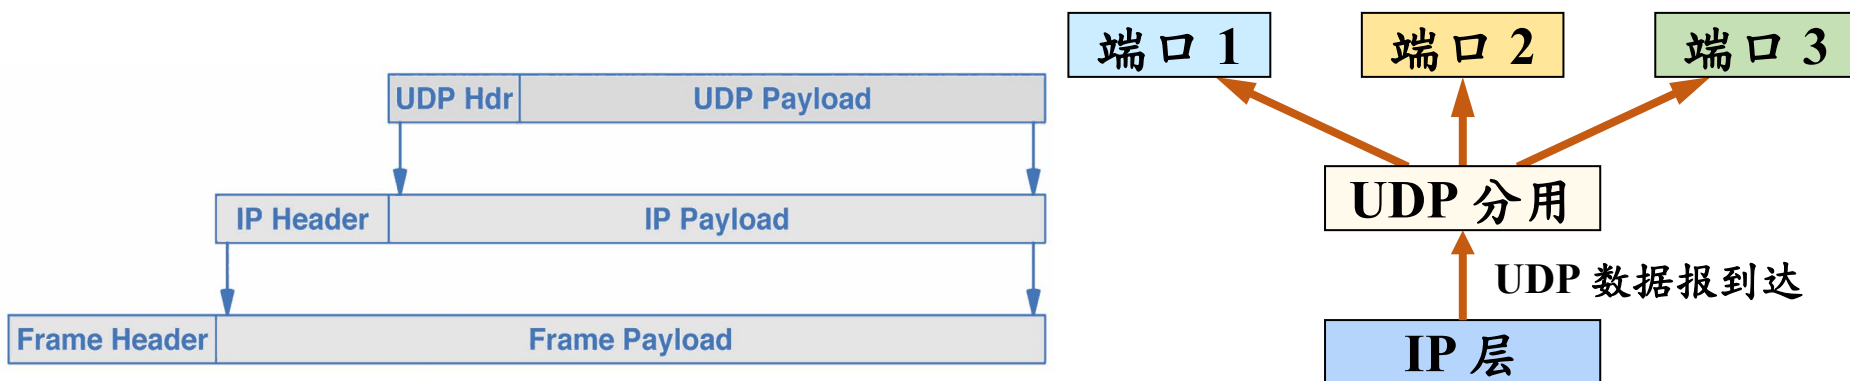 UDP Hdr
UDP Payload
IP Header
IP Payload
Frame Header
Frame Payload
端口 1
端口 2
端口 3
UDP 分用
UDP 数据报到达
IP 层